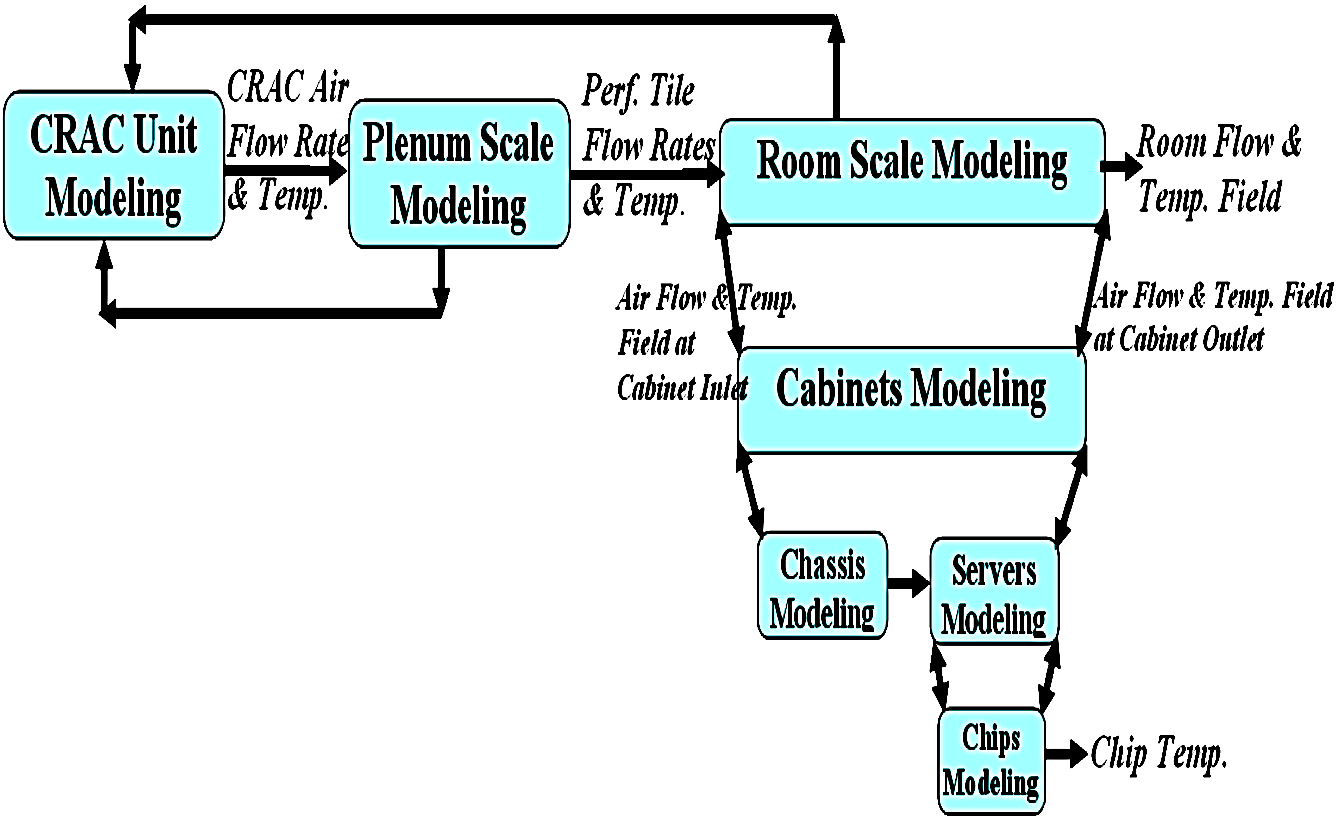 CRAC Unit
Modeling
CRAC Air
Flow Rate
& Temp.
Plenum Scale
Modeling
Perf. Tile
Flow Rates
& Temp.
Room Scale Modeling
Room Flow &
Temp. Field
Air Flow & Temp.
Field at
Cabinet Inlet
Air Flow & Temp. Field
at Cabinet Outlet
Cabinets Modeling
Chassis
Modeling
Servers
Modeling
Chips
Modeling
Chip Temp.